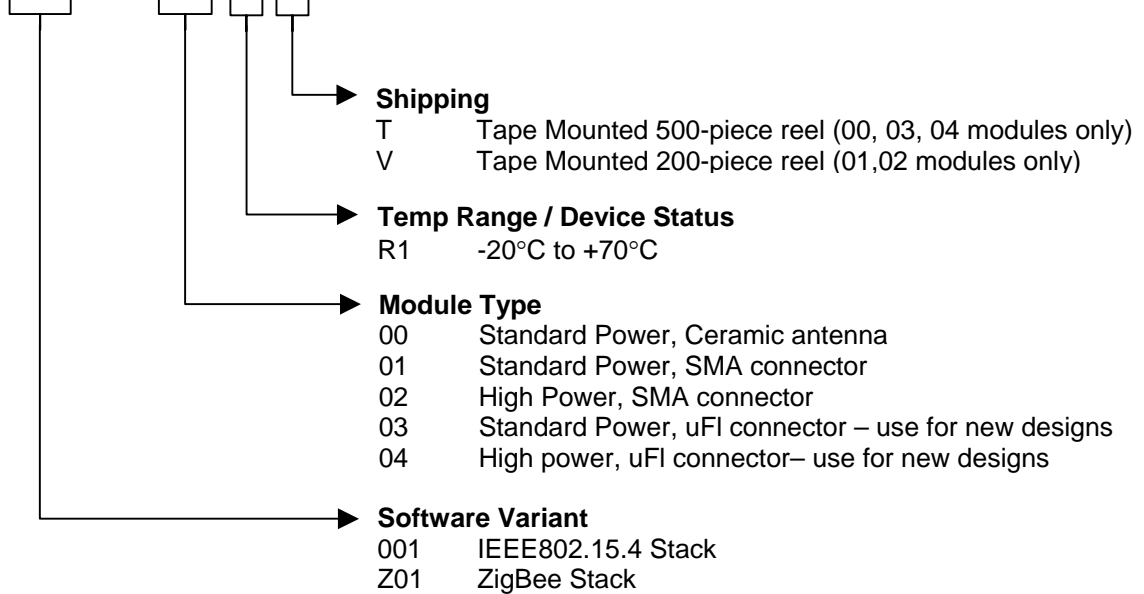 Shipping
T Tape Mounted 500-piece reel (00, 03, 04 modules only)
V Tape Mounted 200-piece reel (01,02 modules only)
Temp Range / Device Status
R1 -20°C to +70°C
Module Type
00 Standard Power, Ceramic antenna
01 Standard Power, SMA connector
02 High Power, SMA connector
03 Standard Power, uFl connector – use for new designs
04 High power, uFl connector– use for new designs
Software Variant
001 IEEE802.15.4 Stack
Z01 ZigBee Stack